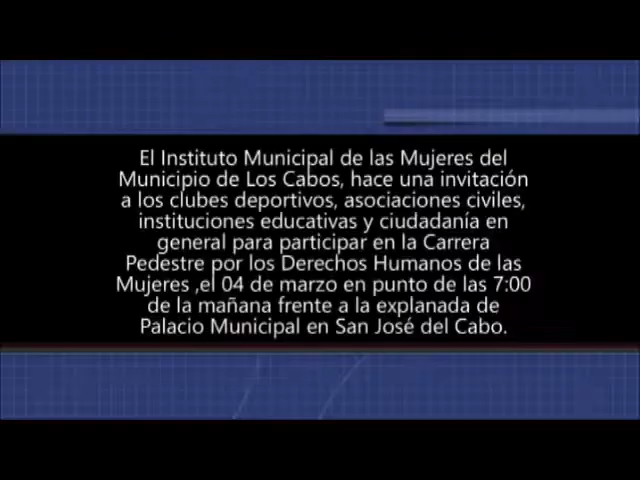 El Instituto Municipal de las Mujeres del
Municipio de Los Cabos, hace una invitación
a los clubes deportivos, asociaciones civiles,
instituciones educativas y ciudadanía en
general para participar en la Carrera
Pedestre por los Derechos Humanos de las
Mujeres ,el 04 de marzo en punto de las 7:00
de la mañana frente a la explanada de
Palacio Municipal en San José del Cabo.